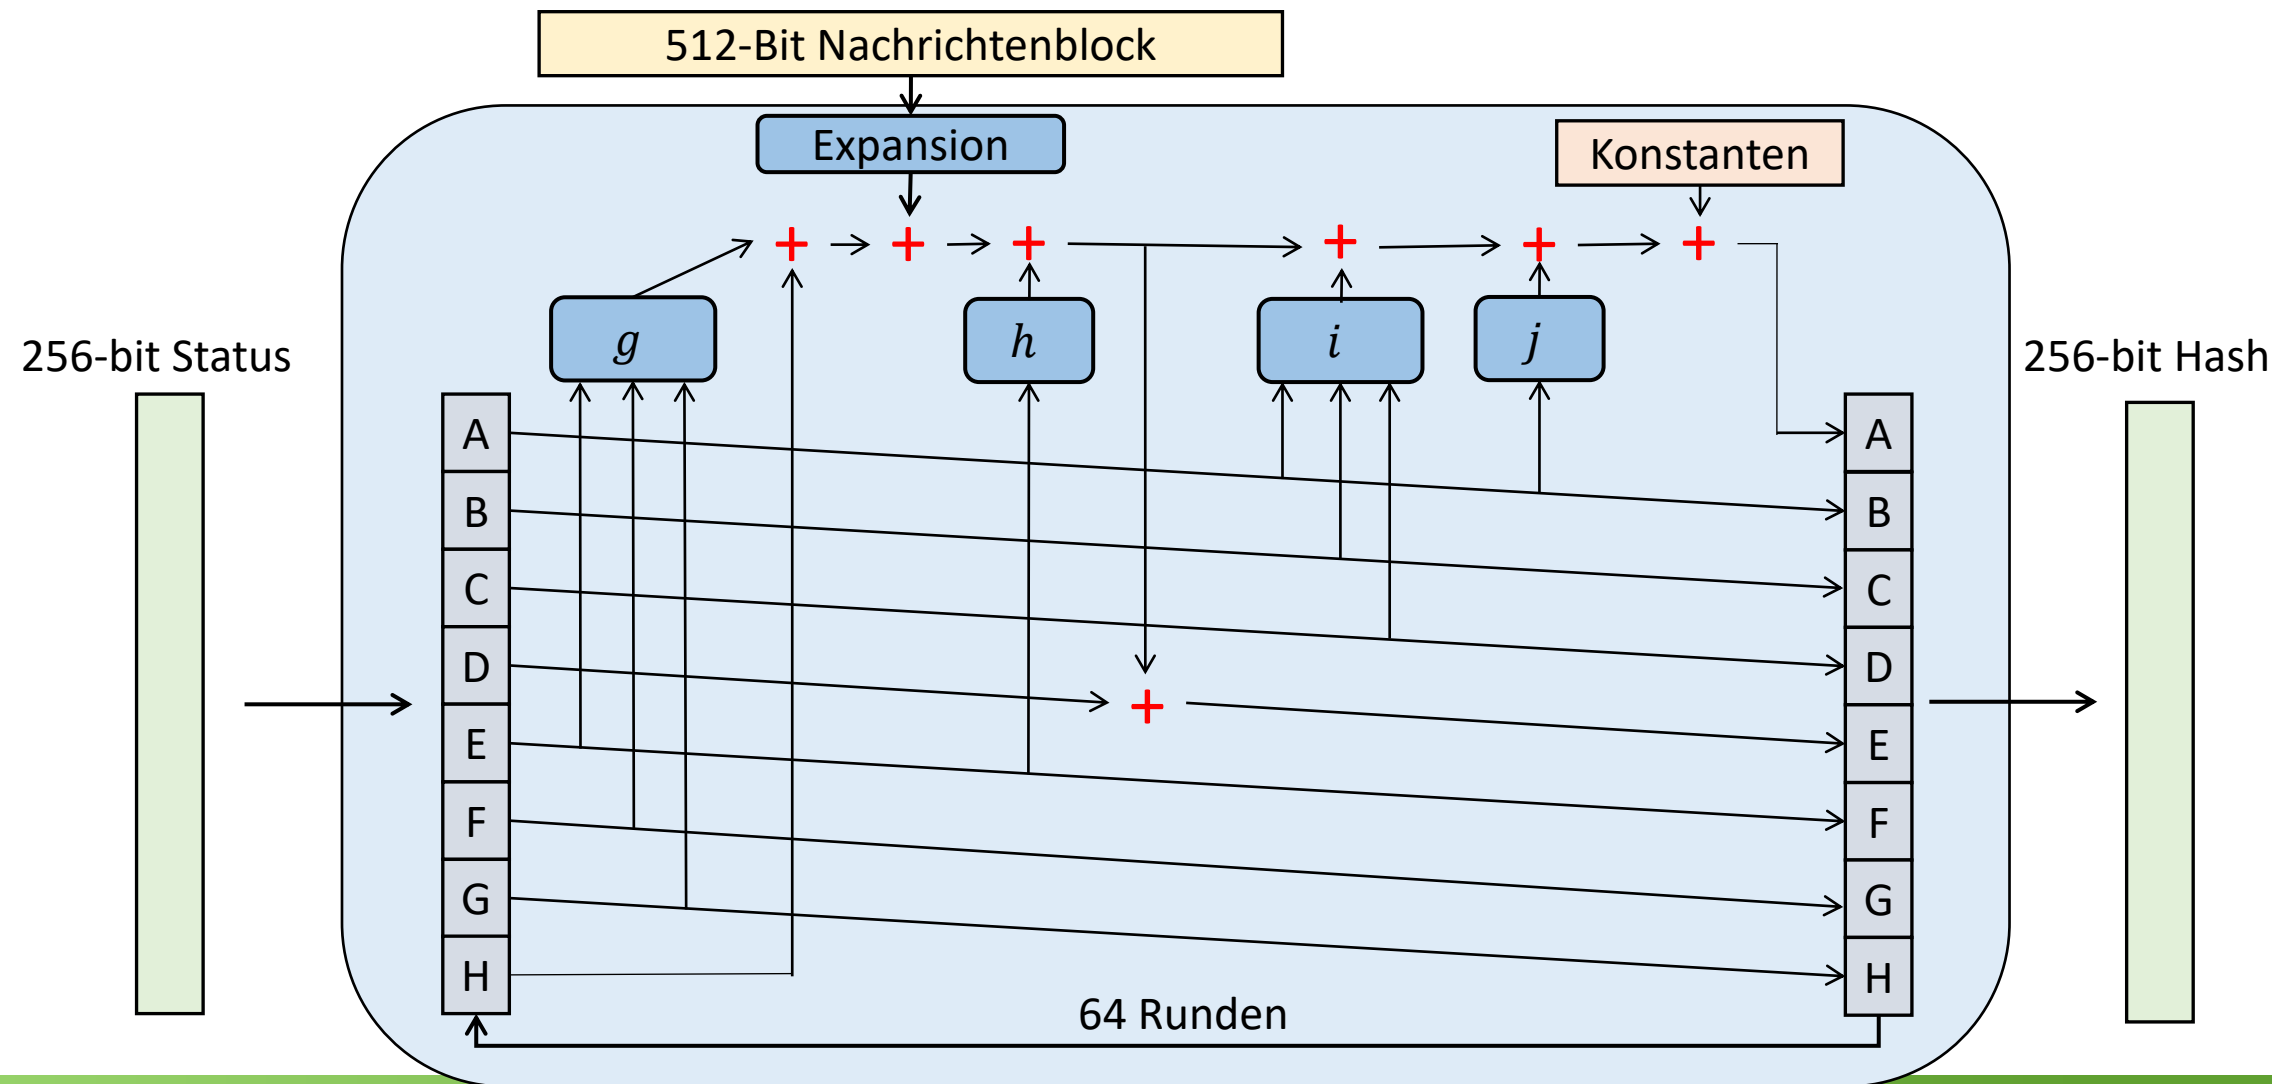 512-Bit Nachrichtenblock
Expansion
Konstanten
+ + + + + +
g
h
i
j
256-bit Status
256-bit Hash
A
B
C
D
E
F
G
H
+
A
B
C
D
E
F
G
H
64 Runden